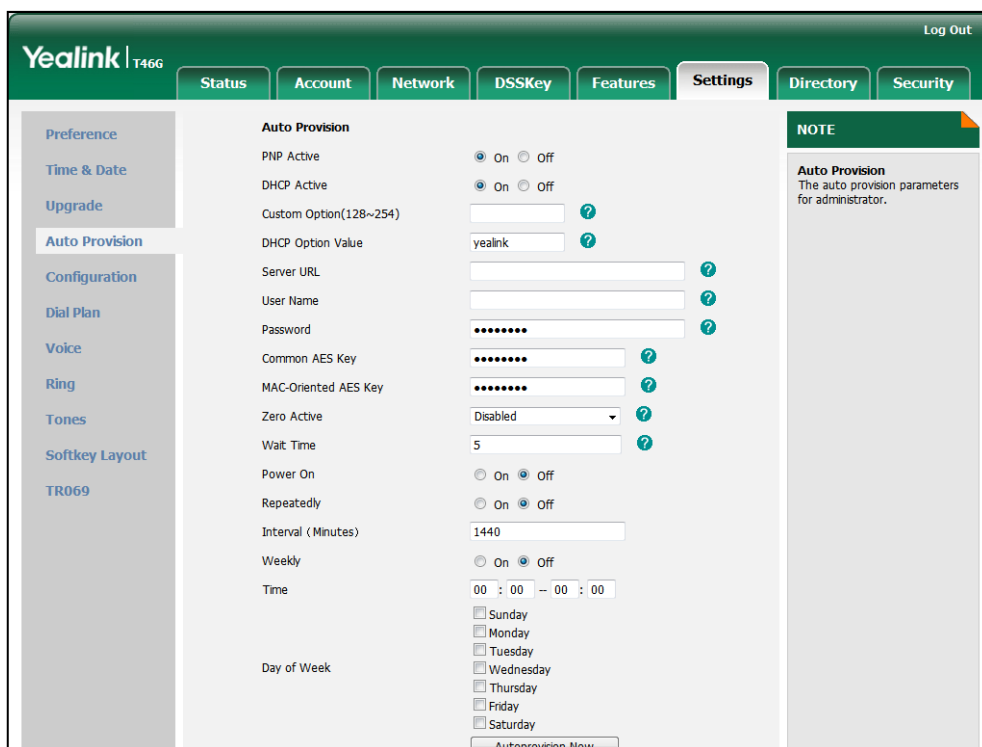 Log Out
Yealink T46G
Status Account Network DSSKey Features Settings Directory Security
Preference
Time & Date
Upgrade
Auto Provision
Configuration
Dial Plan
Voice
Ring
Tones
Softkey Layout
TR069
Auto Provision
PNP Active On Off
DHCP Active On Off
Custom Option(128~254) ?
DHCP Option Value yealink ?
Server URL ?
User Name ?
Password •••••••• ?
Common AES Key •••••••• ?
MAC-Oriented AES Key •••••••• ?
Zero Active Disabled ?
Wait Time 5 ?
Power On On Off
Repeatedly On Off
Interval (Minutes) 1440
Weekly On Off
Time 00 : 00 -- 00 : 00
Day of Week
Sunday
Monday
Tuesday
Wednesday
Thursday
Friday
Saturday
Autoprovision Now
NOTE
Auto Provision
The auto provision parameters
for administrator.